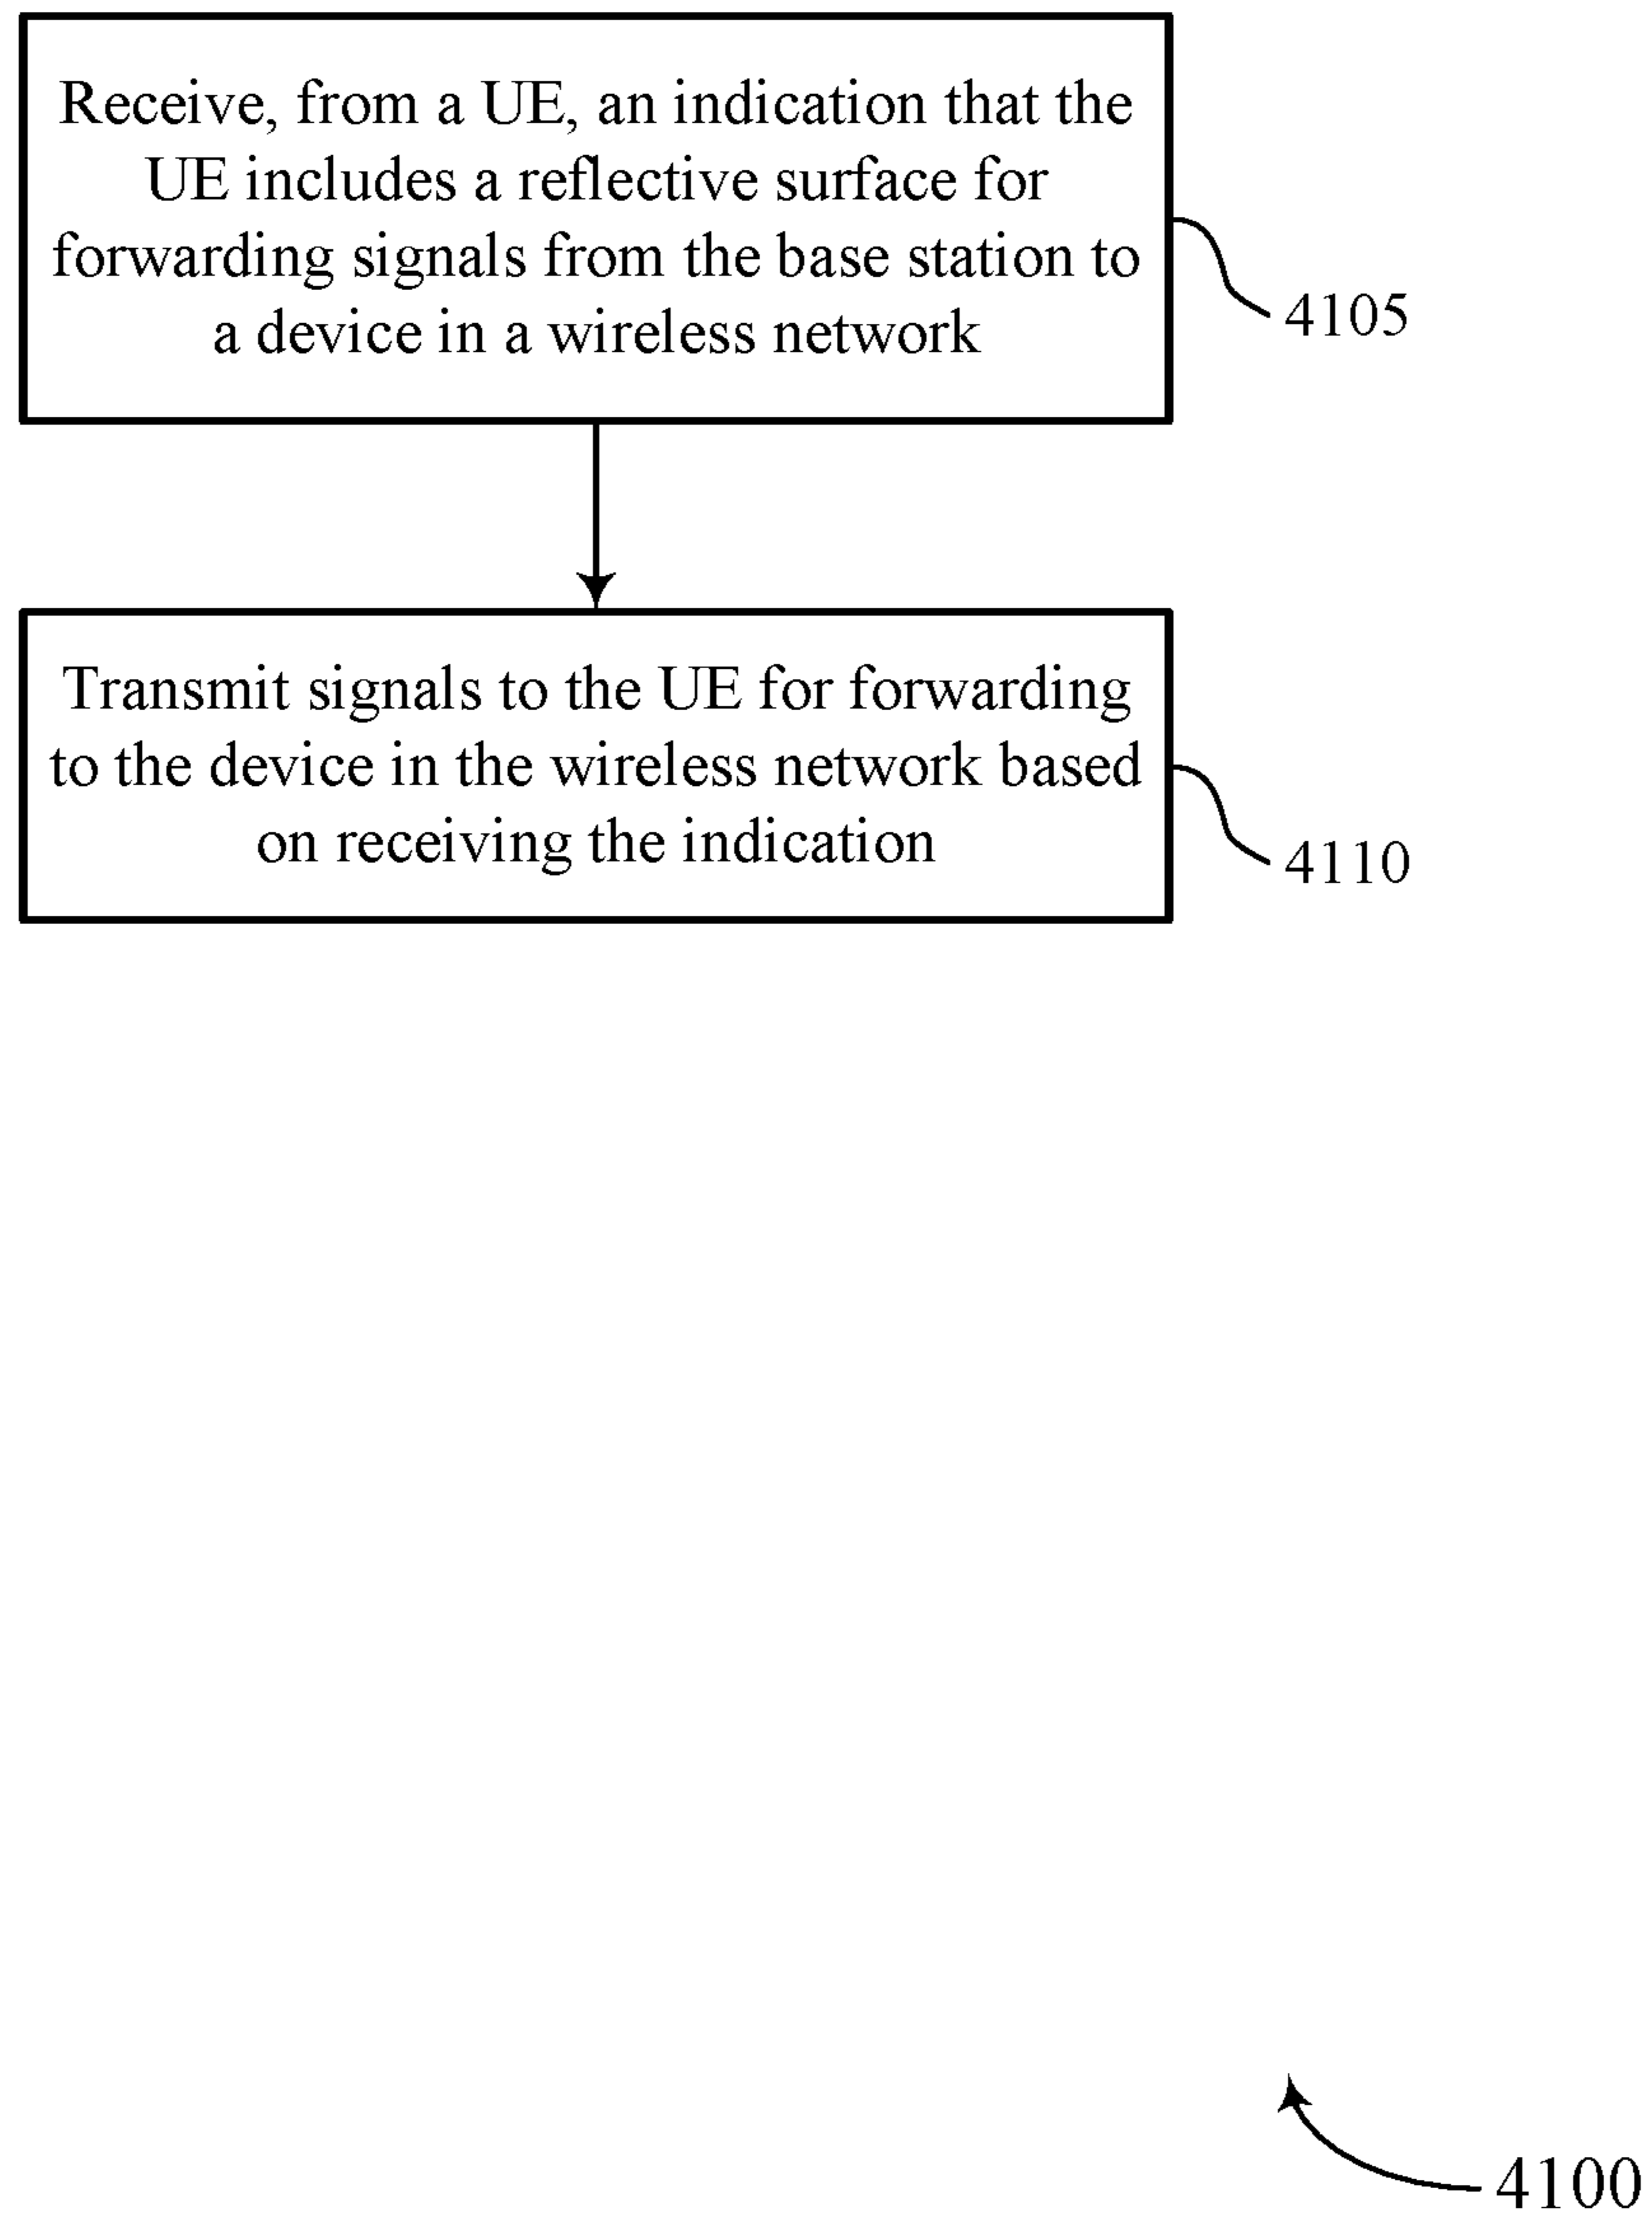 Receive, from a UE, an indication that the
UE includes a reflective surface for
forwarding signals from the base station to
a device in a wireless network
4105
Transmit signals to the UE for forwarding
to the device in the wireless network based
on receiving the indication
4110
4100